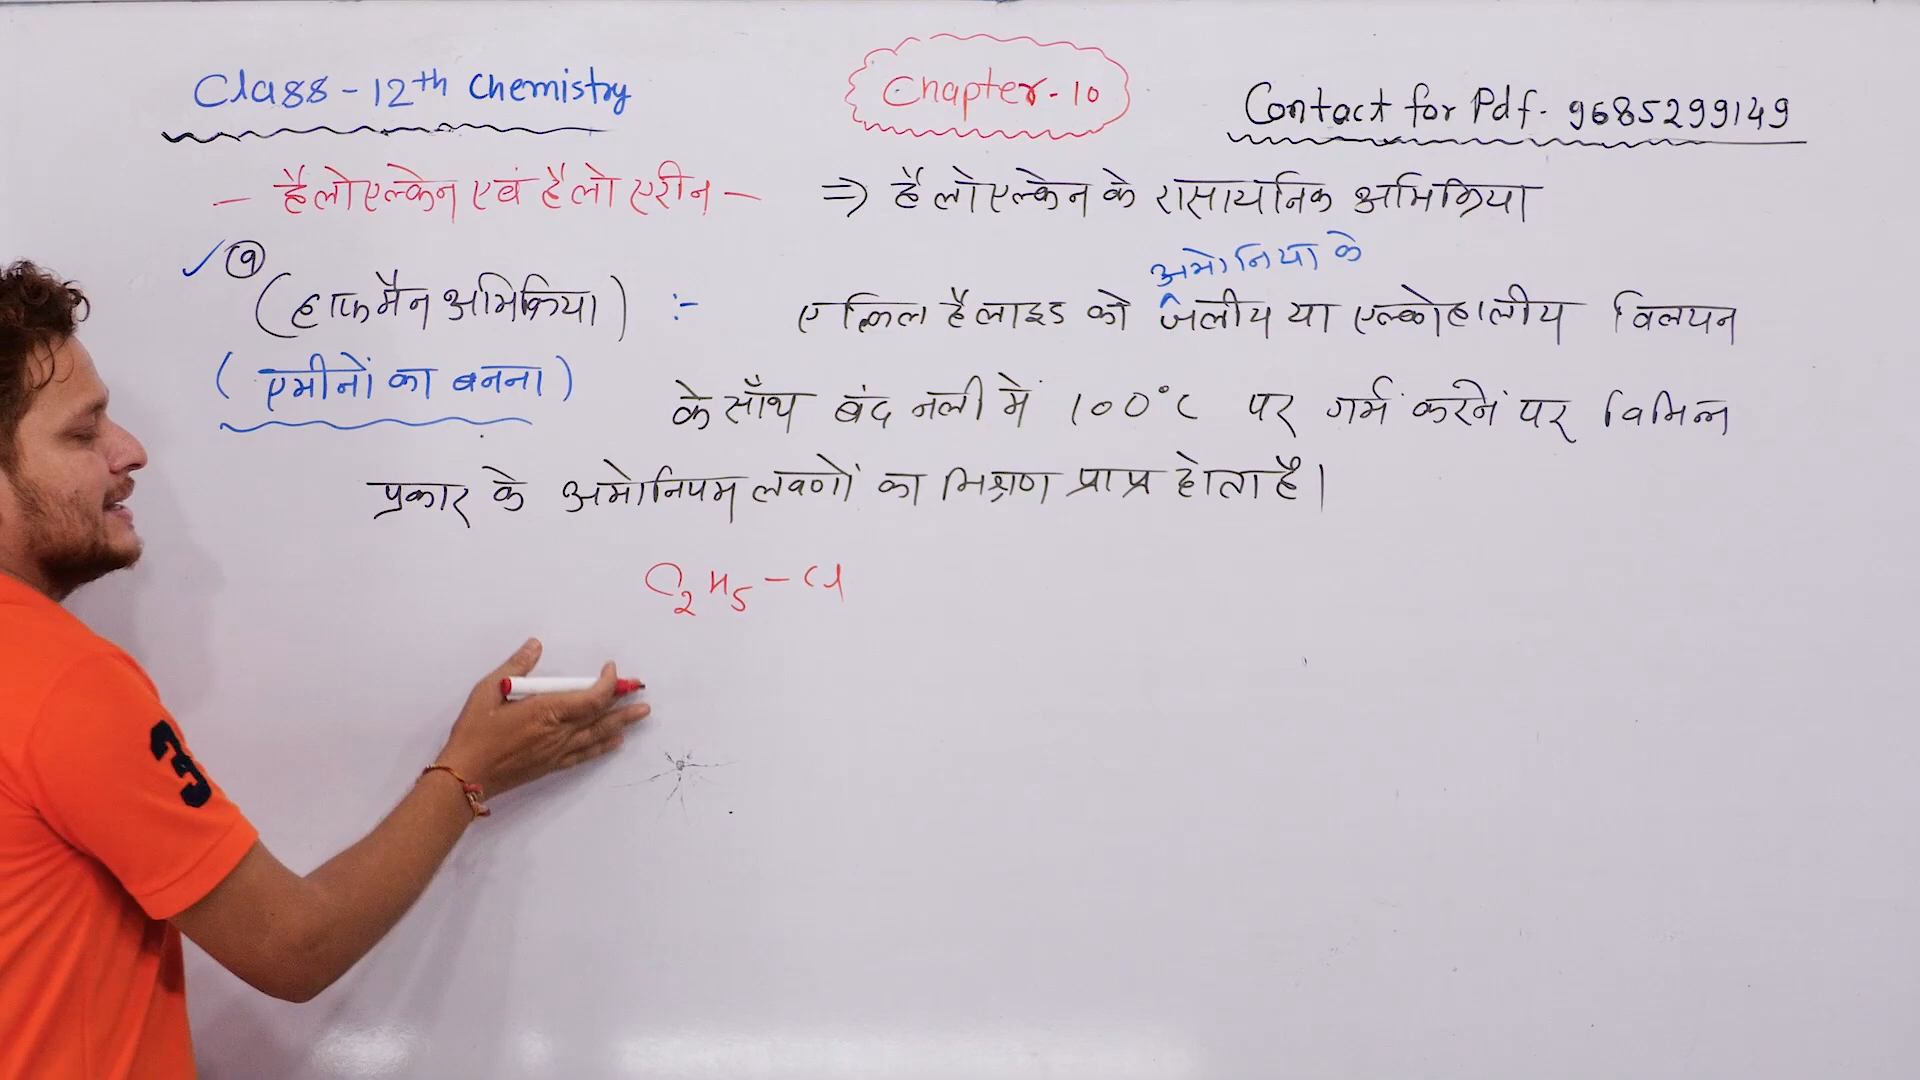 Class - 12th Chemistry
Chapter - 10
Contact for Pdf - 9685299149
- हैलोएल्केन एवं हैलो एरीन -
⇒ हैलोएल्केन के रासायनिक अभिक्रिया
✓ ⑨
अमोनिया के
(हाफमैन अभिक्रिया) :- एल्किल हैलाइड को जलीय या एल्कोहालीय विलयन
(एमीनों का बनना)
के साँथ बंद नली में 100°C पर गर्म करनें पर विभिन्न
प्रकार के अमोनियम लवणों का मिश्रण प्राप्त होता है।
C2H5-Cl
3